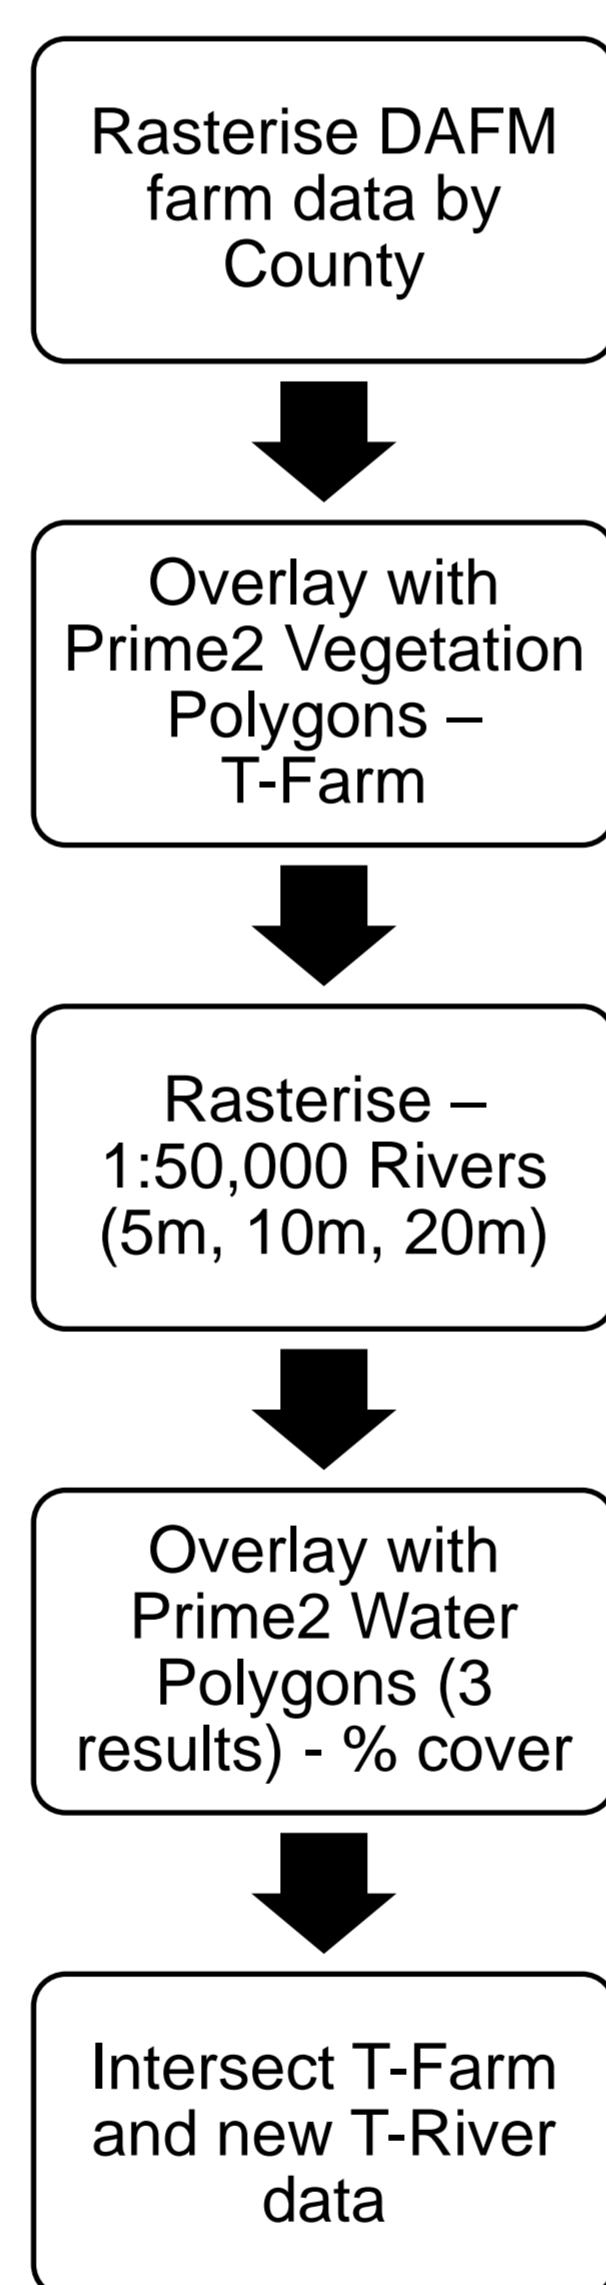 Rasterise DAFM
farm data by
County
Overlay with
Prime2 Vegetation
Polygons –
T-Farm
Rasterise –
1:50,000 Rivers
(5m, 10m, 20m)
Overlay with
Prime2 Water
Polygons (3
results) - % cover
Intersect T-Farm
and new T-River
data